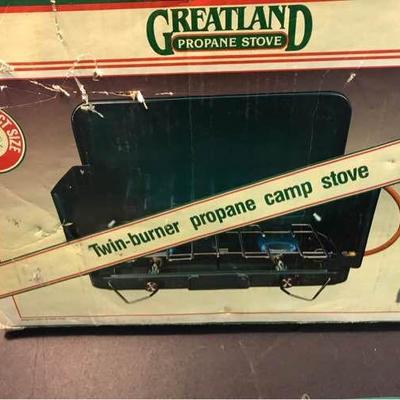 GREATLAND
PROPANE STOVE
Twin-burner propane camp stove